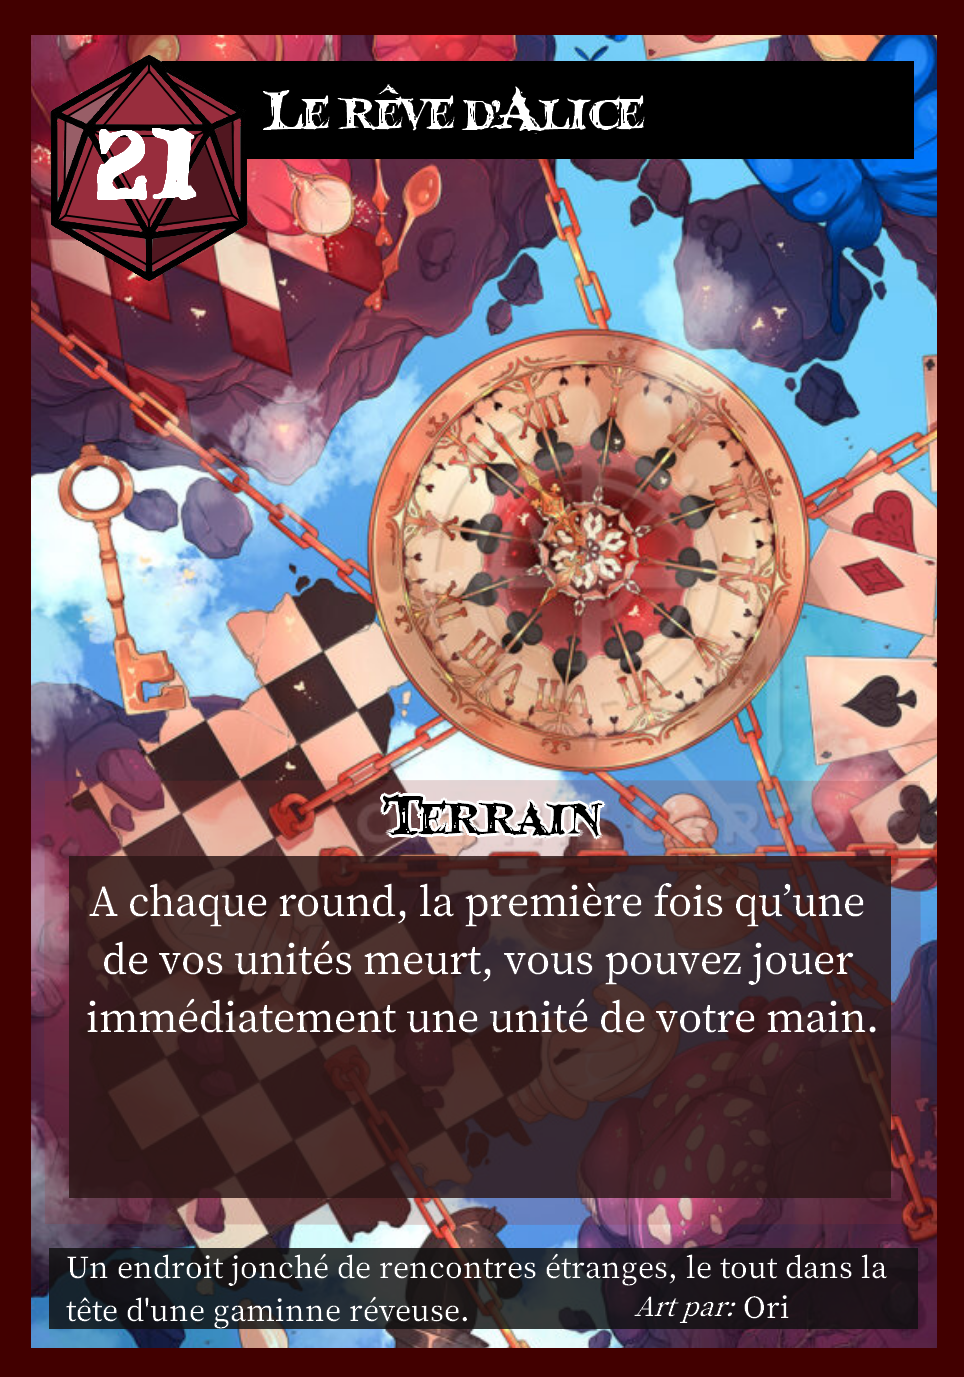 21
Le rêve d'Alice
XII
Terrain
A chaque round, la première fois qu’une
de vos unités meurt, vous pouvez jouer
immédiatement une unité de votre main.
Un endroit jonché de rencontres étranges, le tout dans la
tête d'une gaminne réveuse.
Art par: Ori